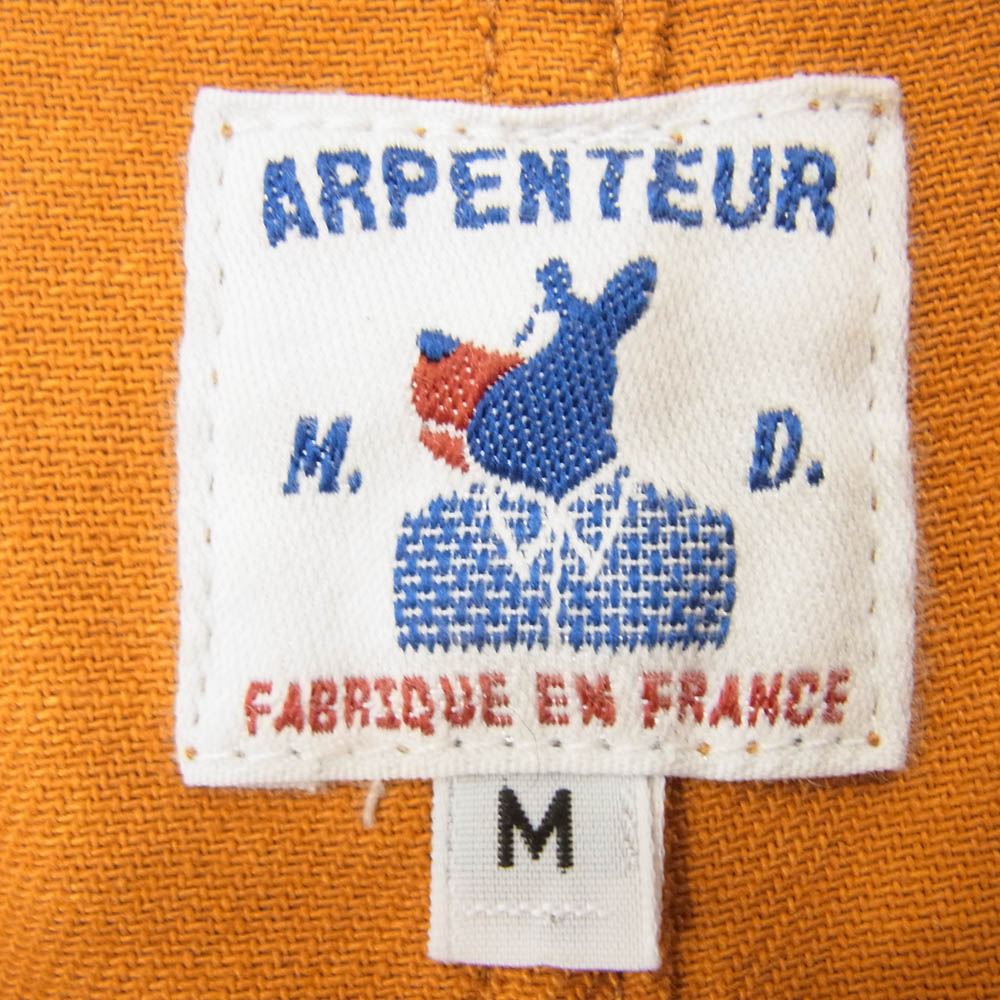 ARPENTEUR
M. D.
FABRIQUE EN FRANCE
M